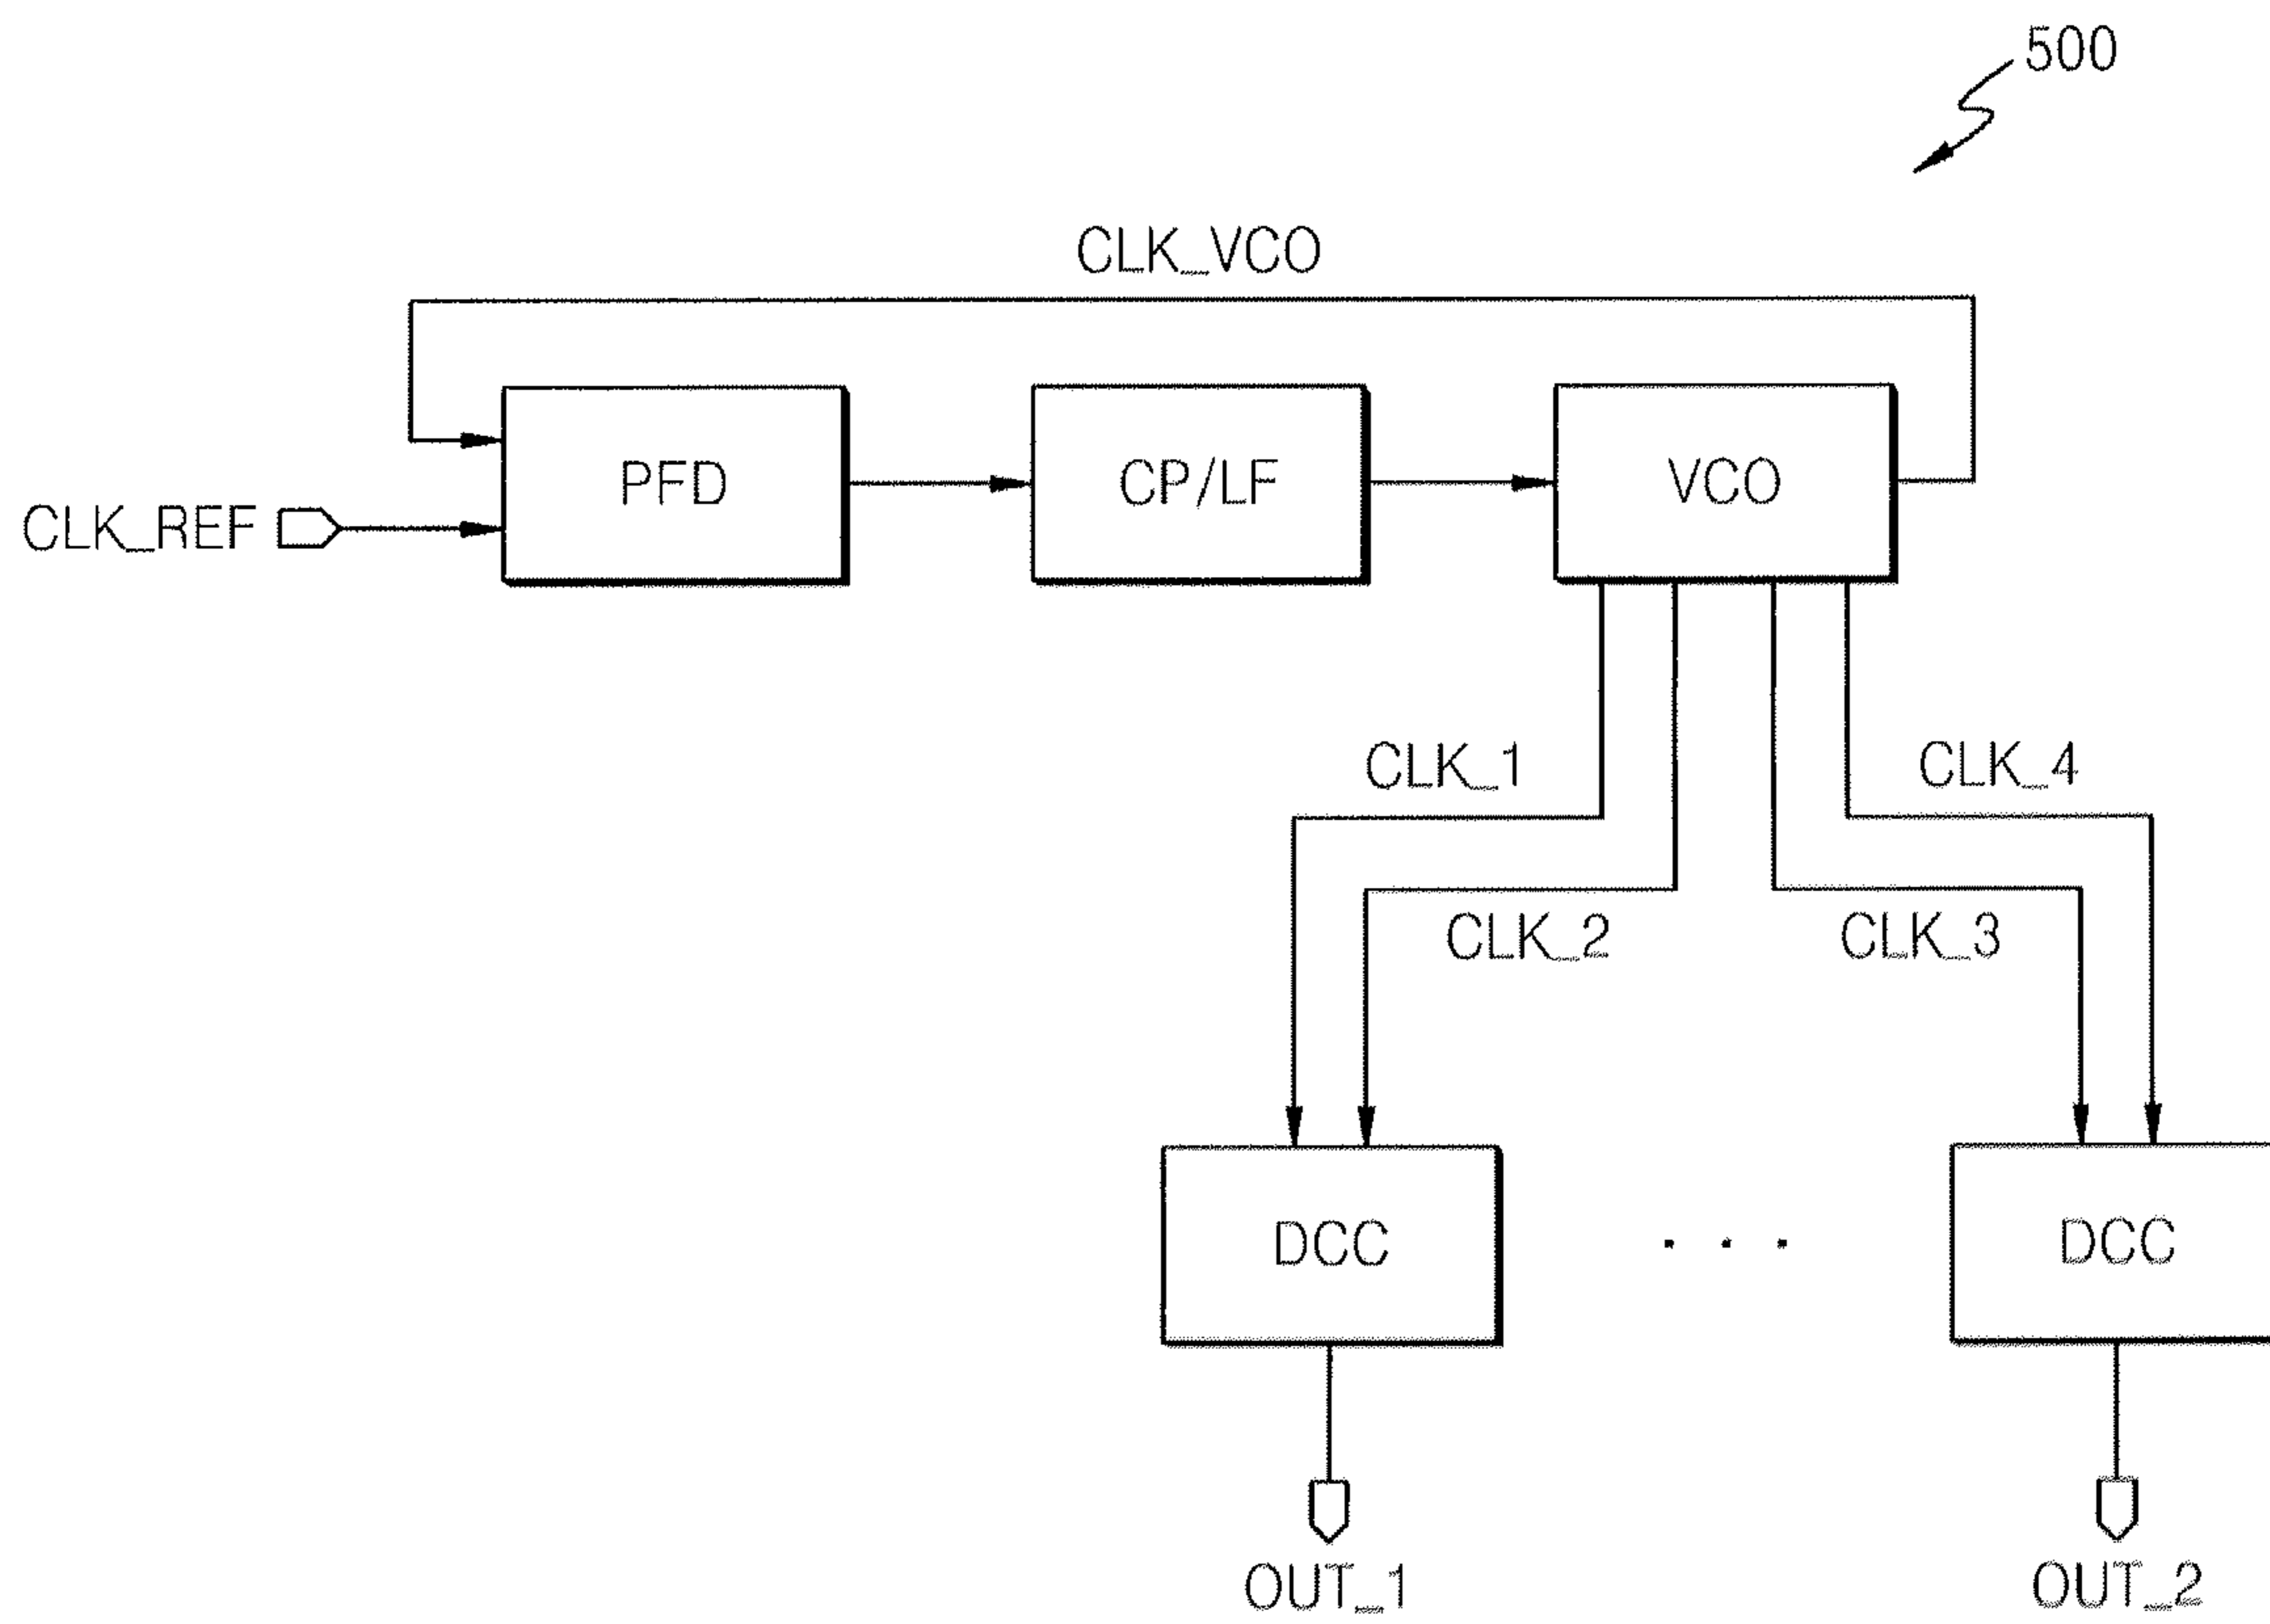 500
CLK_VCO
PFD
CP/LF
VCO
CLK_REF
CLK_1
CLK_4
CLK_2
CLK_3
DCC
. . .
DCC
OUT_1
OUT_2